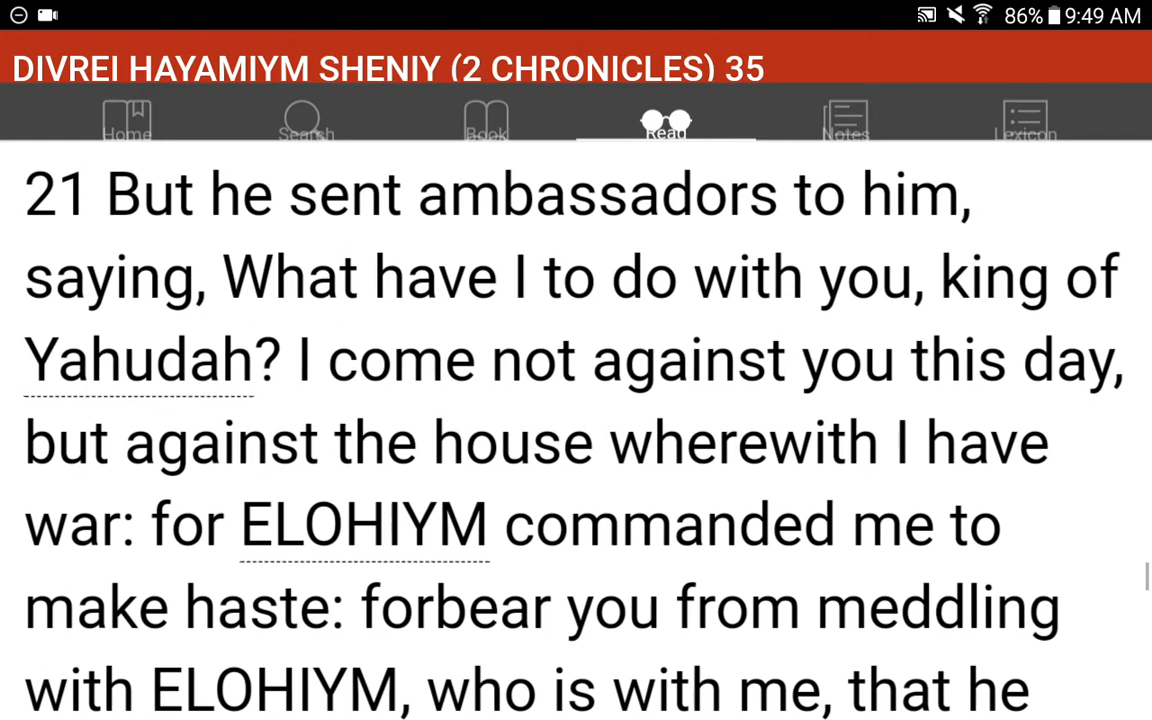 86% 9:49 AM
DIVREI HAYAMIYM SHENIY (2 CHRONICLES) 35
Home Search Book Read Notes Lexicon
21 But he sent ambassadors to him,
saying, What have I to do with you, king of
Yahudah? I come not against you this day,
but against the house wherewith I have
war: for ELOHIYM commanded me to
make haste: forbear you from meddling
with ELOHIYM, who is with me, that he